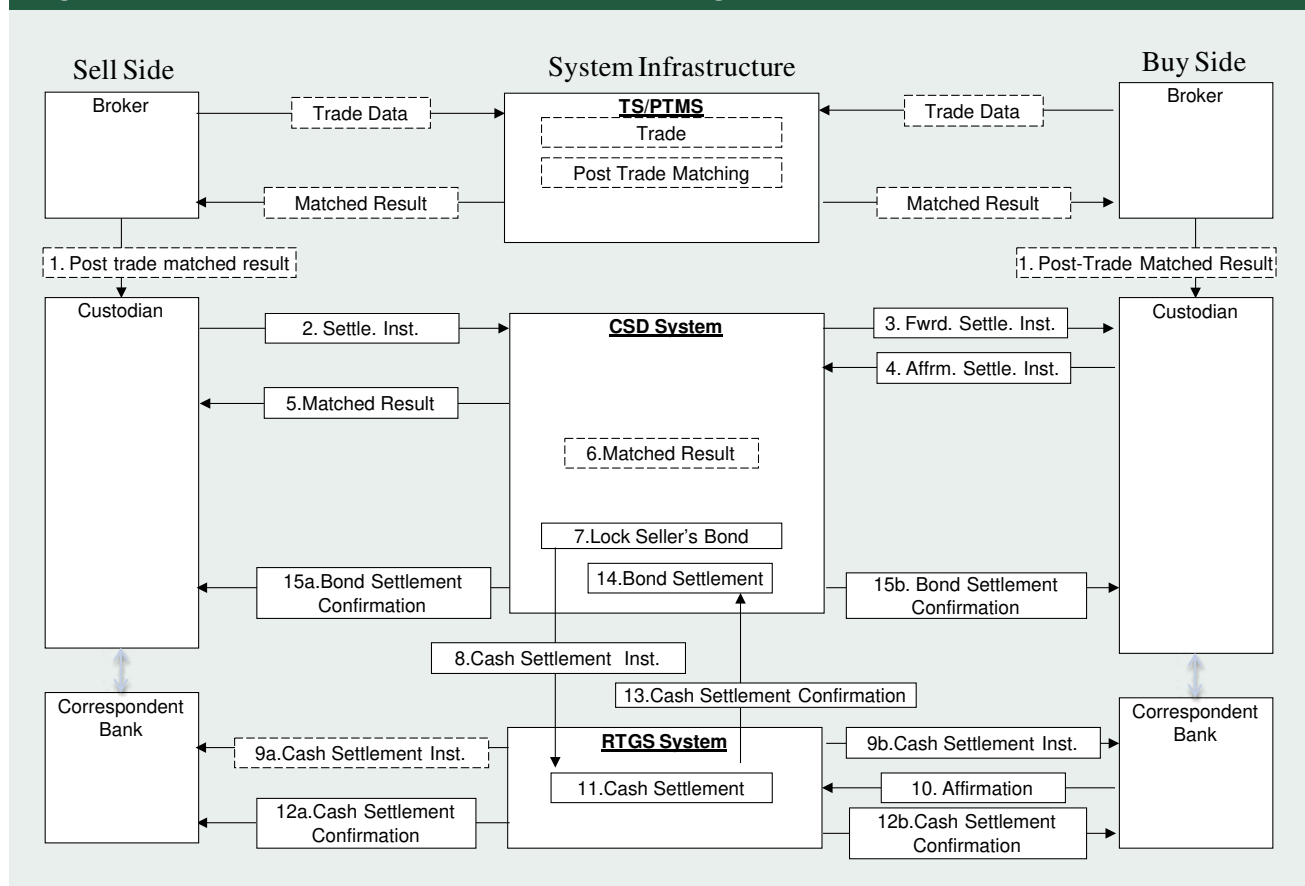 Sell Side
System Infrastructure
Buy Side
Broker
TS/PTMS
Broker
Trade Data
Trade Data
Trade
Post Trade Matching
Matched Result
Matched Result
1. Post trade matched result
1. Post-Trade Matched Result
Custodian
CSD System
Custodian
2. Settle. Inst.
3. Fwrd. Settle. Inst.
4. Affrm. Settle. Inst.
5.Matched Result
6.Matched Result
7.Lock Seller's Bond
14.Bond Settlement
15a.Bond Settlement
Confirmation
15b. Bond Settlement
Confirmation
8.Cash Settlement Inst.
13.Cash Settlement Confirmation
Correspondent
Bank
RTGS System
Correspondent
Bank
9a.Cash Settlement Inst.
9b.Cash Settlement Inst.
11.Cash Settlement
10. Affirmation
12a.Cash Settlement
Confirmation
12b.Cash Settlement
Confirmation